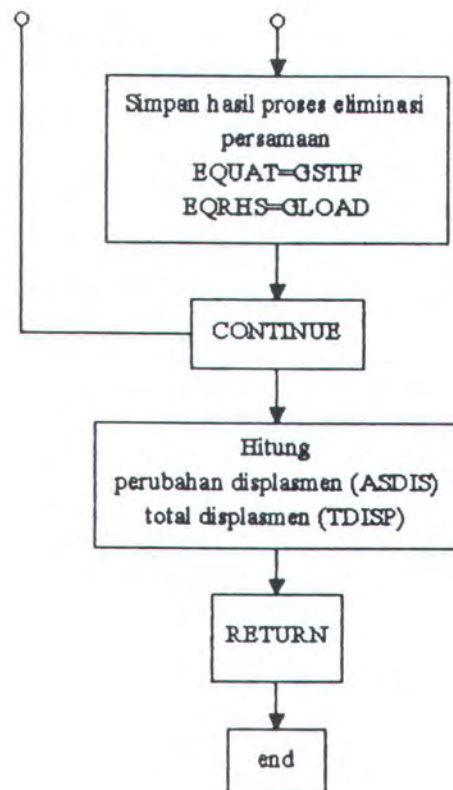 Simpan hasil proses eliminasi
persamaan
EQUAT=GSTIF
EQRHS=GLOAD
CONTINUE
Hitung
perubahan displasmen (ASDIS)
total displasmen (TDISP)
RETURN
end